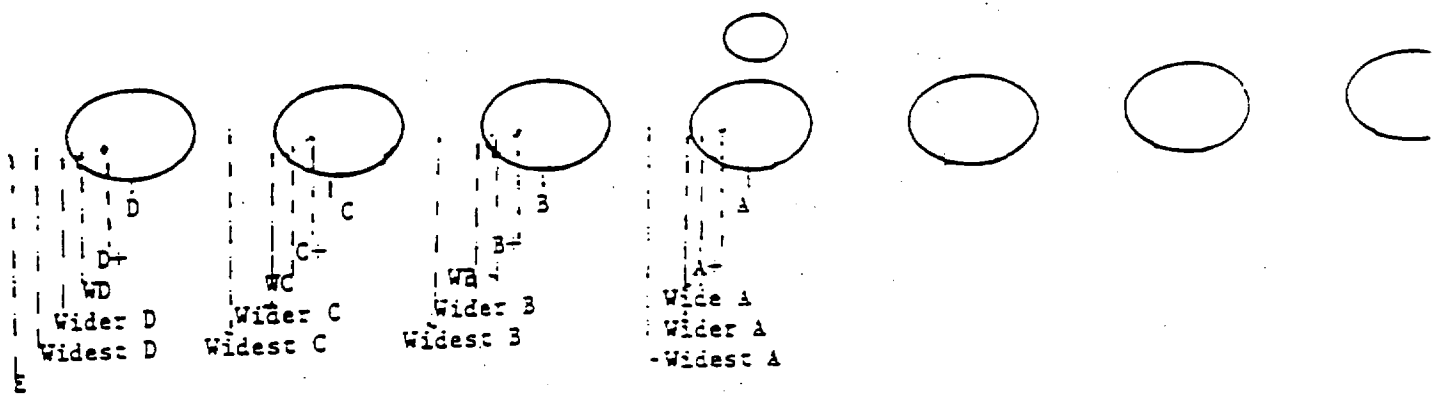 D C B A
D+ C+ B+ A+
WD WC WB Wide A
Wider D Wider C Wider B Wider A
Widest D Widest C Widest B Widest A
E